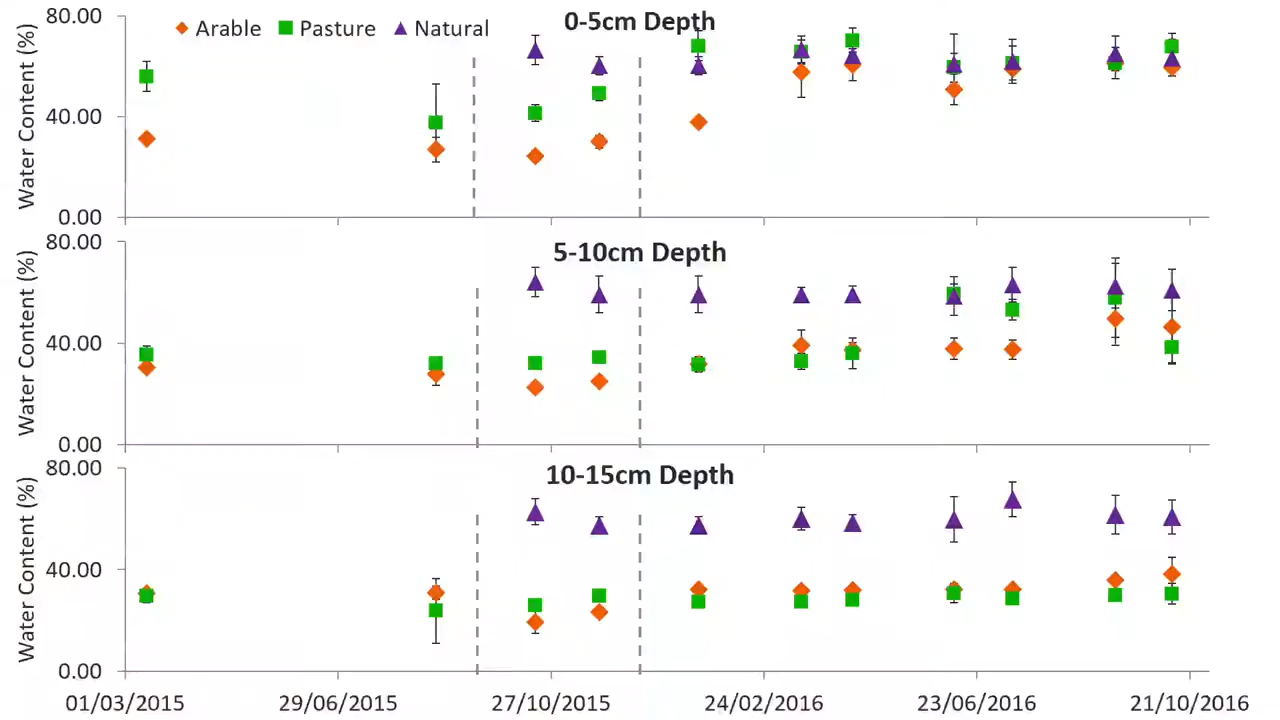 0-5cm Depth
Arable Pasture Natural
Water Content (%)
80.00
40.00
0.00
5-10cm Depth
Water Content (%)
80.00
40.00
0.00
10-15cm Depth
Water Content (%)
80.00
40.00
0.00
01/03/2015 29/06/2015 27/10/2015 24/02/2016 23/06/2016 21/10/2016